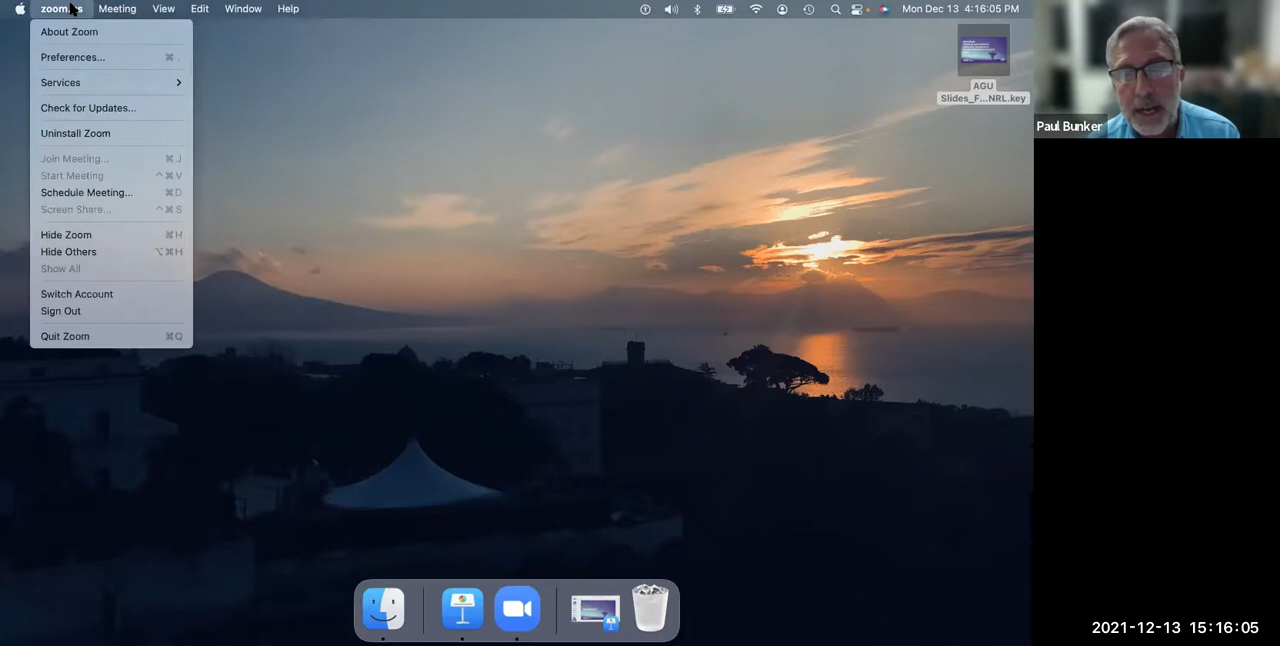 zoom.us Meeting View Edit Window Help Mon Dec 13 4:16:05 PM
About Zoom
Preferences... ⌘ ,
Services
Check for Updates...
Uninstall Zoom
Join Meeting... ⌘ J
Start Meeting ^ ⌘ V
Schedule Meeting... ⌘ D
Screen Share... ^ ⌘ S
Hide Zoom ⌘ H
Hide Others ⌥ ⌘ H
Show All
Switch Account
Sign Out
Quit Zoom ⌘ Q
AGU
Slides_F...NRL.key
Paul Bunker
2021-12-13 15:16:05